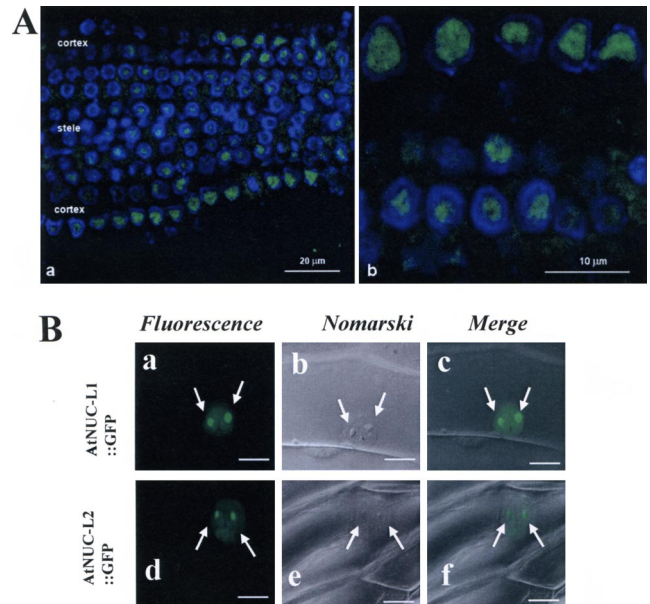 A
cortex
stele
cortex
20 μm
a
10 μm
b
B
Fluorescence
Nomarski
Merge
AtNUC-L1
::GFP
a
b
c
AtNUC-L2
::GFP
d
e
f